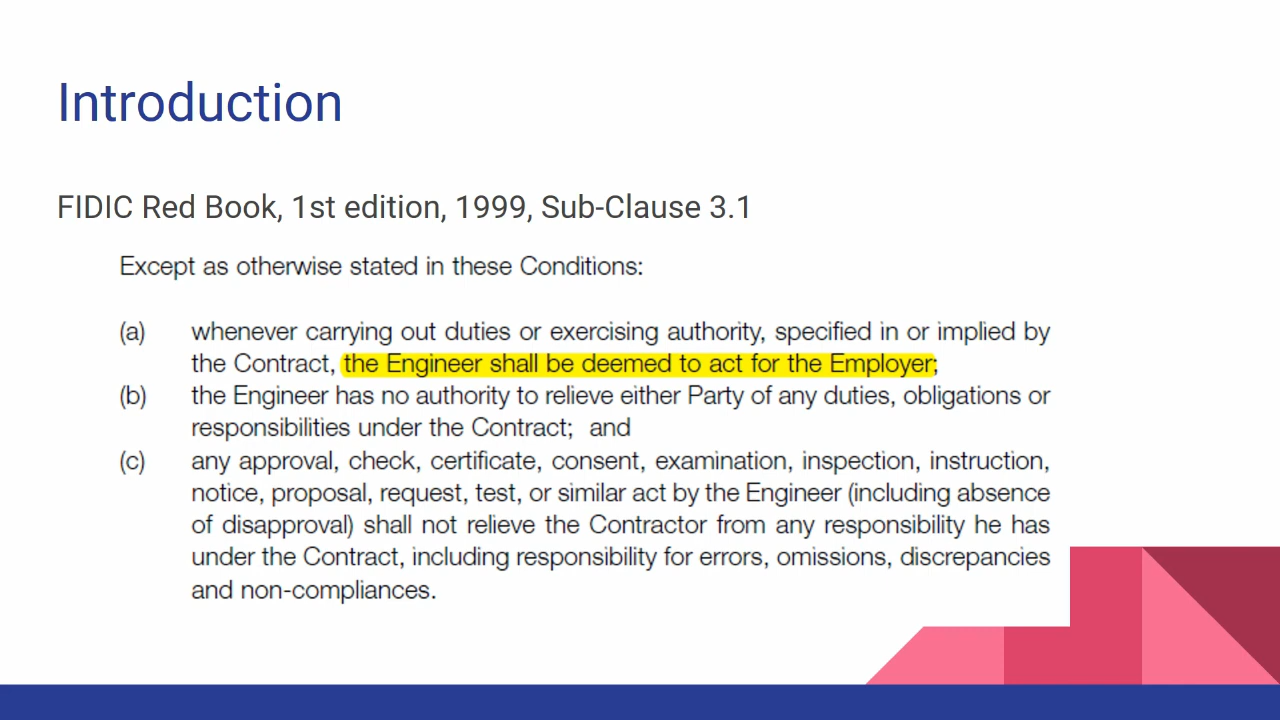 Introduction
FIDIC Red Book, 1st edition, 1999, Sub-Clause 3.1
Except as otherwise stated in these Conditions:
(a) whenever carrying out duties or exercising authority, specified in or implied by
the Contract, the Engineer shall be deemed to act for the Employer;
(b) the Engineer has no authority to relieve either Party of any duties, obligations or
responsibilities under the Contract; and
(c) any approval, check, certificate, consent, examination, inspection, instruction,
notice, proposal, request, test, or similar act by the Engineer (including absence
of disapproval) shall not relieve the Contractor from any responsibility he has
under the Contract, including responsibility for errors, omissions, discrepancies
and non-compliances.